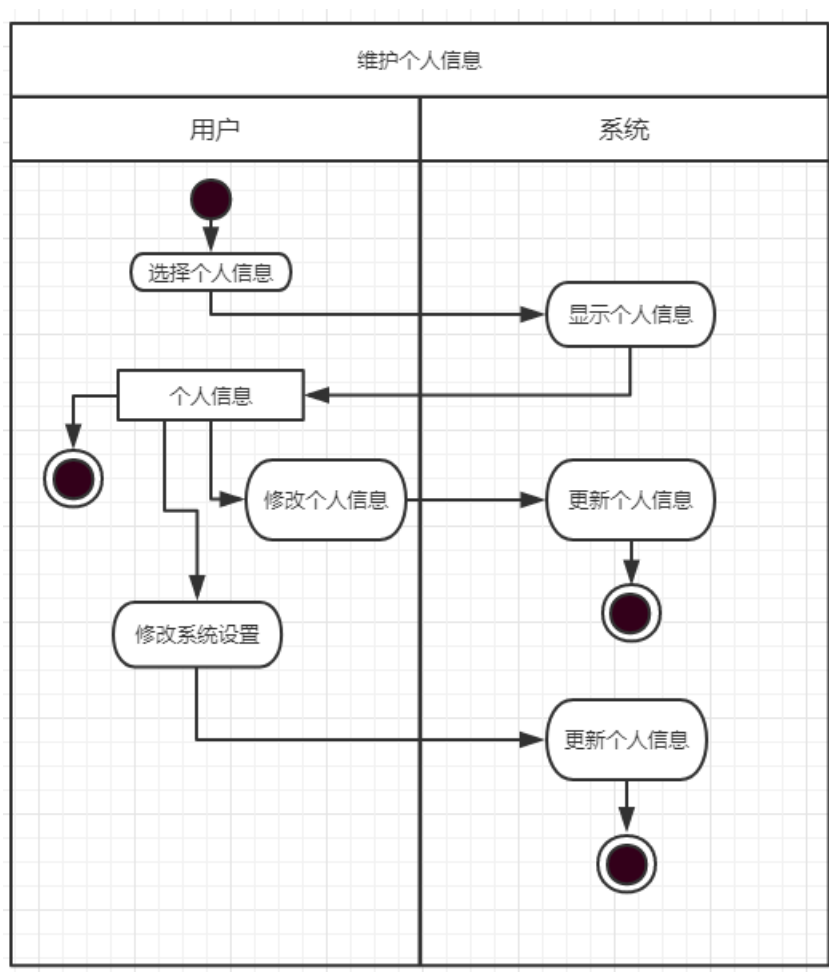 维护个人信息
用户
系统
选择个人信息
显示个人信息
个人信息
修改个人信息
更新个人信息
修改系统设置
更新个人信息